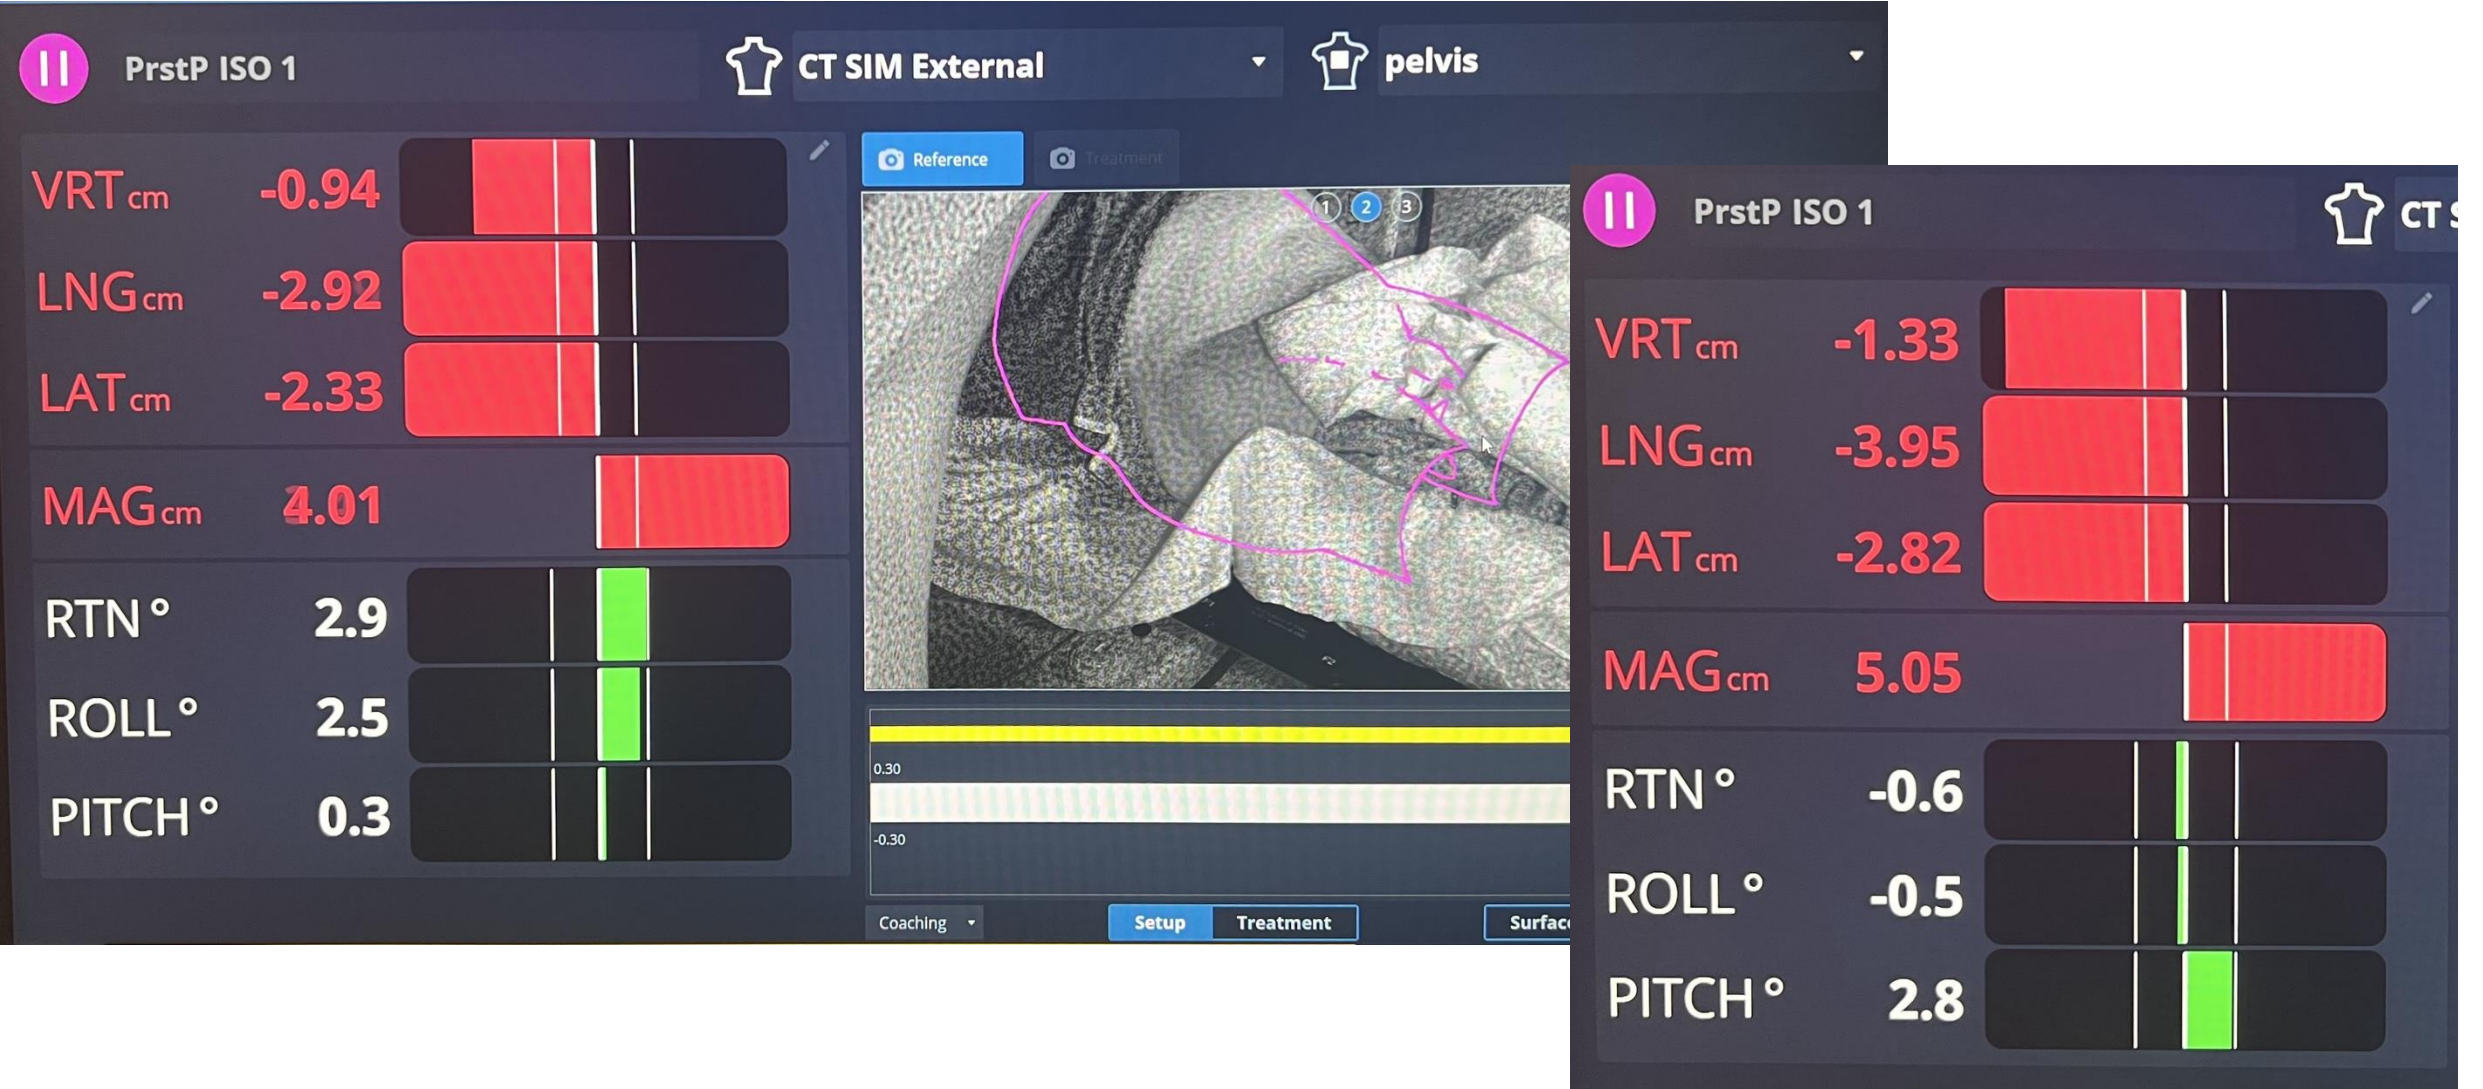 PrstP ISO 1
CT SIM External
pelvis
VRT cm -0.94
LNG cm -2.92
LAT cm -2.33
MAG cm 4.01
RTN° 2.9
ROLL° 2.5
PITCH° 0.3
Reference
Treatment
1 2 3
0.30
-0.30
Coaching
Setup
Treatment
Surfac
PrstP ISO 1
CT S
VRT cm -1.33
LNG cm -3.95
LAT cm -2.82
MAG cm 5.05
RTN° -0.6
ROLL° -0.5
PITCH° 2.8